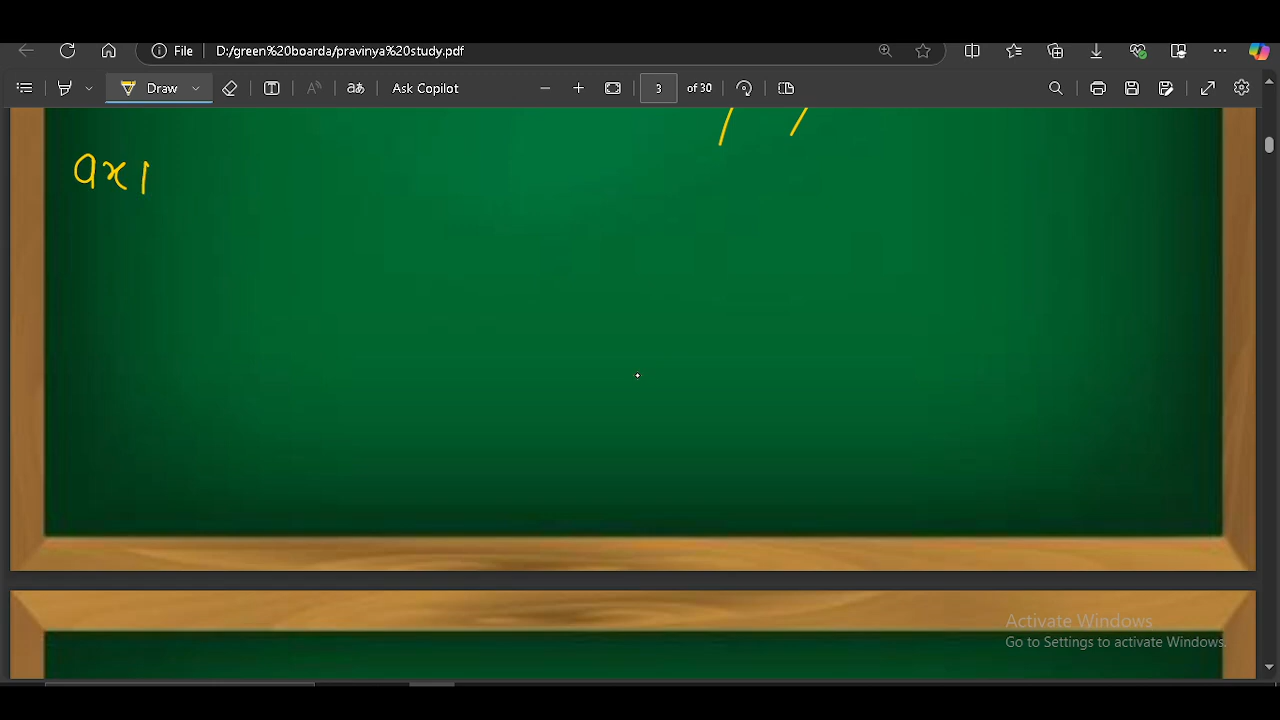 File D:/green%20boarda/pravinya%20study.pdf
Draw Ask Copilot 3 of 30
9x1
Activate Windows
Go to Settings to activate Windows.